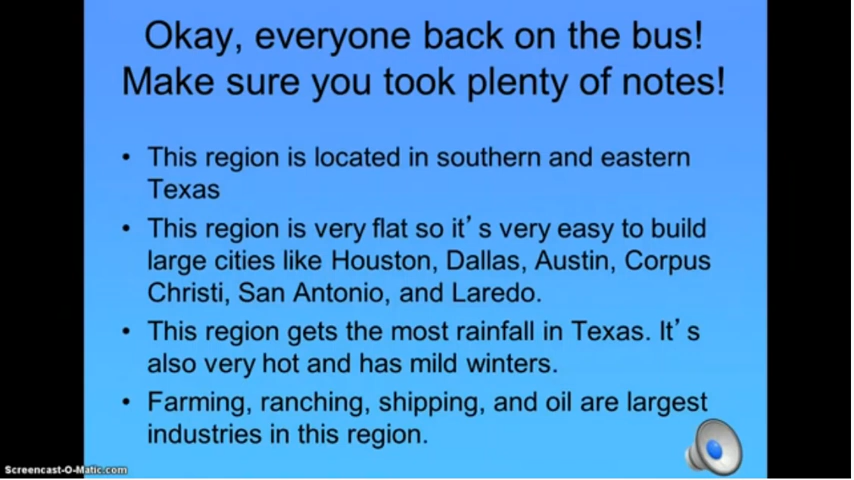 Okay, everyone back on the bus!
Make sure you took plenty of notes!
• This region is located in southern and eastern
Texas
• This region is very flat so it's very easy to build
large cities like Houston, Dallas, Austin, Corpus
Christi, San Antonio, and Laredo.
• This region gets the most rainfall in Texas. It's
also very hot and has mild winters.
• Farming, ranching, shipping, and oil are largest
industries in this region.
Screencast-O-Matic.com